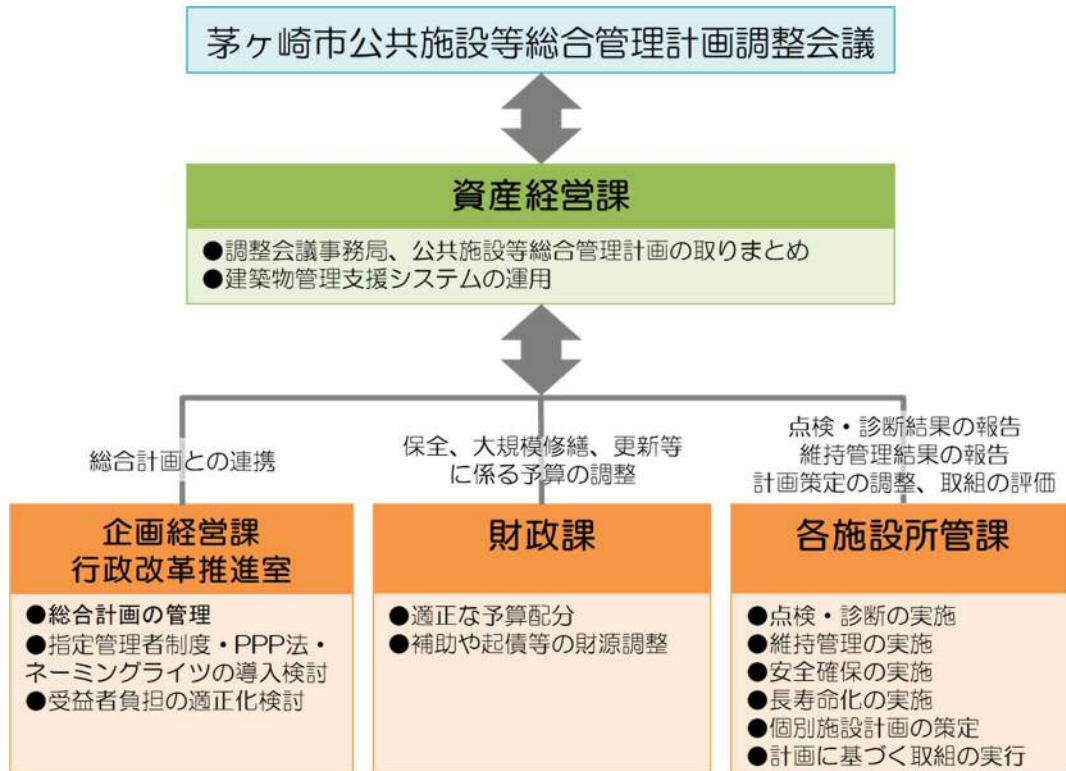 茅ヶ崎市公共施設等総合管理計画調整会議
資産経営課
●調整会議事務局、公共施設等総合管理計画の取りまとめ
●建築物管理支援システムの運用
総合計画との連携
保全、大規模修繕、更新等
に係る予算の調整
点検・診断結果の報告
維持管理結果の報告
計画策定の調整、取組の評価
企画経営課
行政改革推進室
●総合計画の管理
●指定管理者制度・PPP法・
ネーミングライツの導入検討
●受益者負担の適正化検討
財政課
●適正な予算配分
●補助や起債等の財源調整
各施設所管課
●点検・診断の実施
●維持管理の実施
●安全確保の実施
●長寿命化の実施
●個別施設計画の策定
●計画に基づく取組の実行